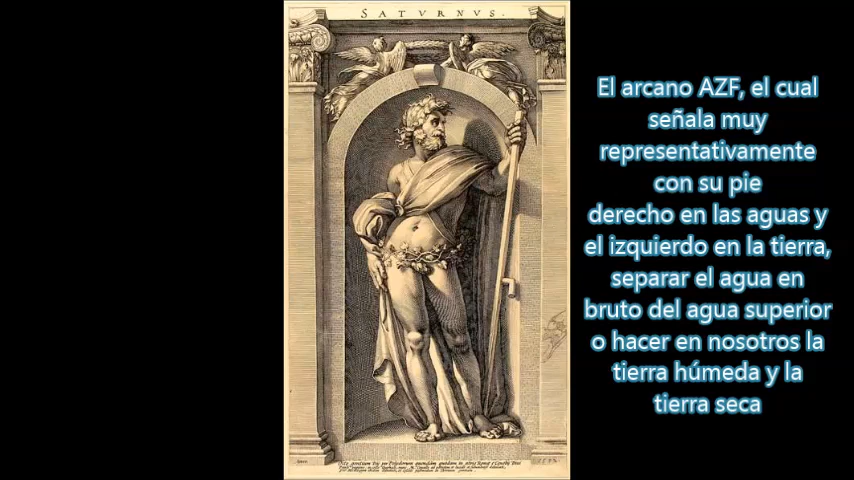 SATVRNVS.
El arcano AZF, el cual
señala muy
representativamente
con su pie
derecho en las aguas y
el izquierdo en la tierra,
separar el agua en
bruto del agua superior
o hacer en nosotros la
tierra húmeda y la
tierra seca